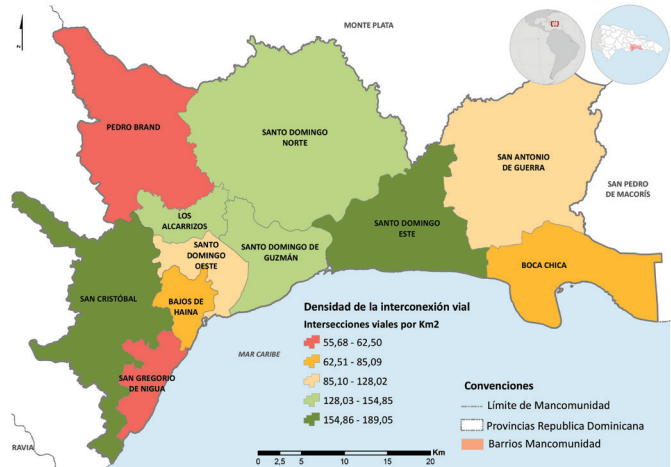 MONTE PLATA
Z
PEDRO BRAND
SANTO DOMINGO
NORTE
SAN ANTONIO
DE GUERRA
SAN PEDRO
DE MACORÍS
LOS
ALCARRIZOS
SANTO
DOMINGO
OESTE
SANTO DOMINGO DE
GUZMÁN
SANTO DOMINGO
ESTE
BOCA CHICA
SAN CRISTÓBAL
BAJOS DE
HAINA
SAN GREGORIO
DE NIGUA
MAR CARIBE
RAVIA
Densidad de la interconexión vial
Intersecciones viales por Km2
55,68 - 62,50
62,51 - 85,09
85,10 - 128,02
128,03 - 154,85
154,86 - 189,05
Convenciones
Límite de Mancomunidad
Provincias Republica Dominicana
Barrios Mancomunidad
Km
0 2,5 5 10 15 20